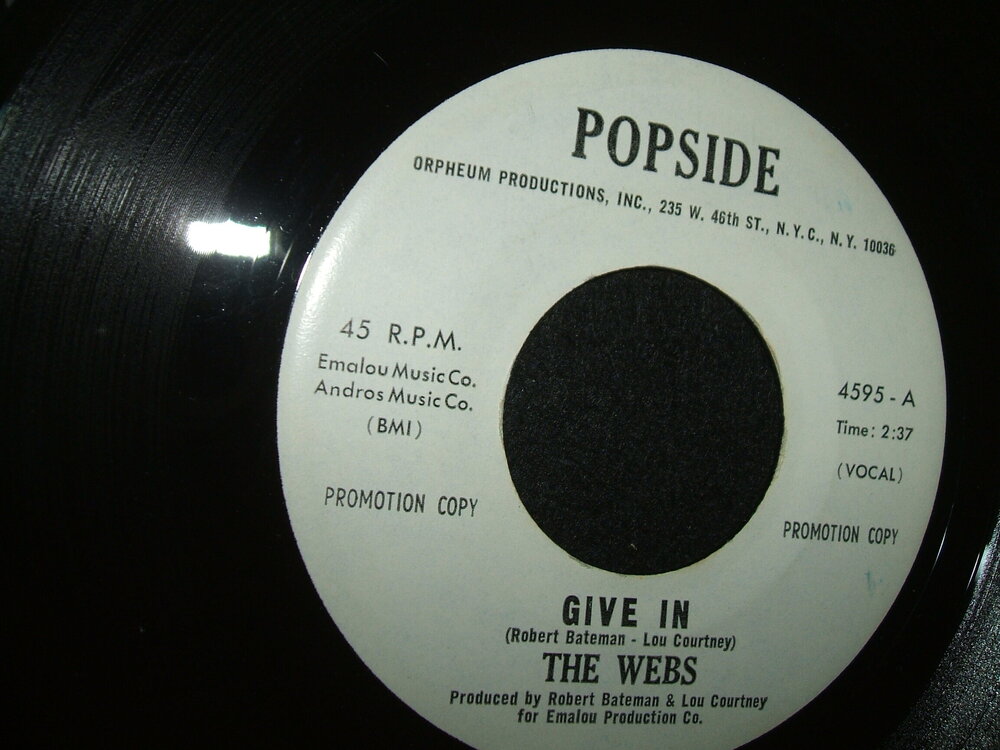 POPSIDE
ORPHEUM PRODUCTIONS, INC., 235 W. 46th ST., N.Y.C., N.Y. 10036
45 R.P.M.
Emalou Music Co.
Andros Music Co.
(BMI)
PROMOTION COPY
4595 - A
Time: 2:37
(VOCAL)
PROMOTION COPY
GIVE IN
(Robert Bateman - Lou Courtney)
THE WEBS
Produced by Robert Bateman & Lou Courtney
for Emalou Production Co.